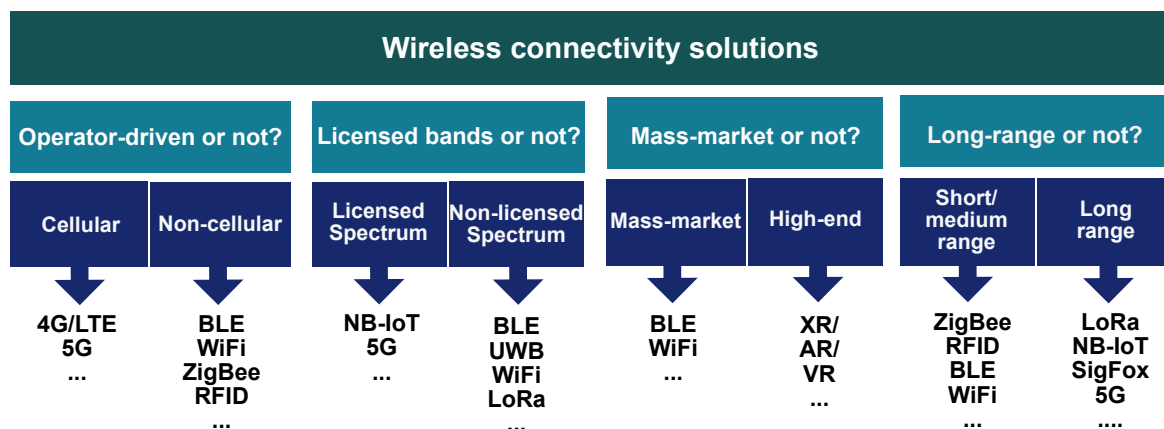 Wireless connectivity solutions
Operator-driven or not?
Licensed bands or not?
Mass-market or not?
Long-range or not?
Cellular
Non-cellular
Licensed
Spectrum
Non-licensed
Spectrum
Mass-market
High-end
Short/
medium
range
Long
range
4G/LTE
5G
...
BLE
WiFi
ZigBee
RFID
...
NB-IoT
5G
...
BLE
UWB
WiFi
LoRa
...
BLE
WiFi
...
XR/
AR/
VR
...
ZigBee
RFID
BLE
WiFi
...
LoRa
NB-IoT
SigFox
5G
....